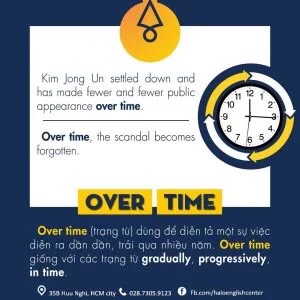 Kim Jong Un settled down and
has made fewer and fewer public
appearance over time.
Over time, the scandal becomes
forgotten.
OVER TIME
Over time (trạng từ) dùng để diễn tả một sự việc
diễn ra dần dần, trải qua nhiều năm. Over time
giống với các trạng từ gradually, progressively,
in time.
35B Huu Nghi, HCM city 028.7305.9123 Fb.com/haloenglishcenter